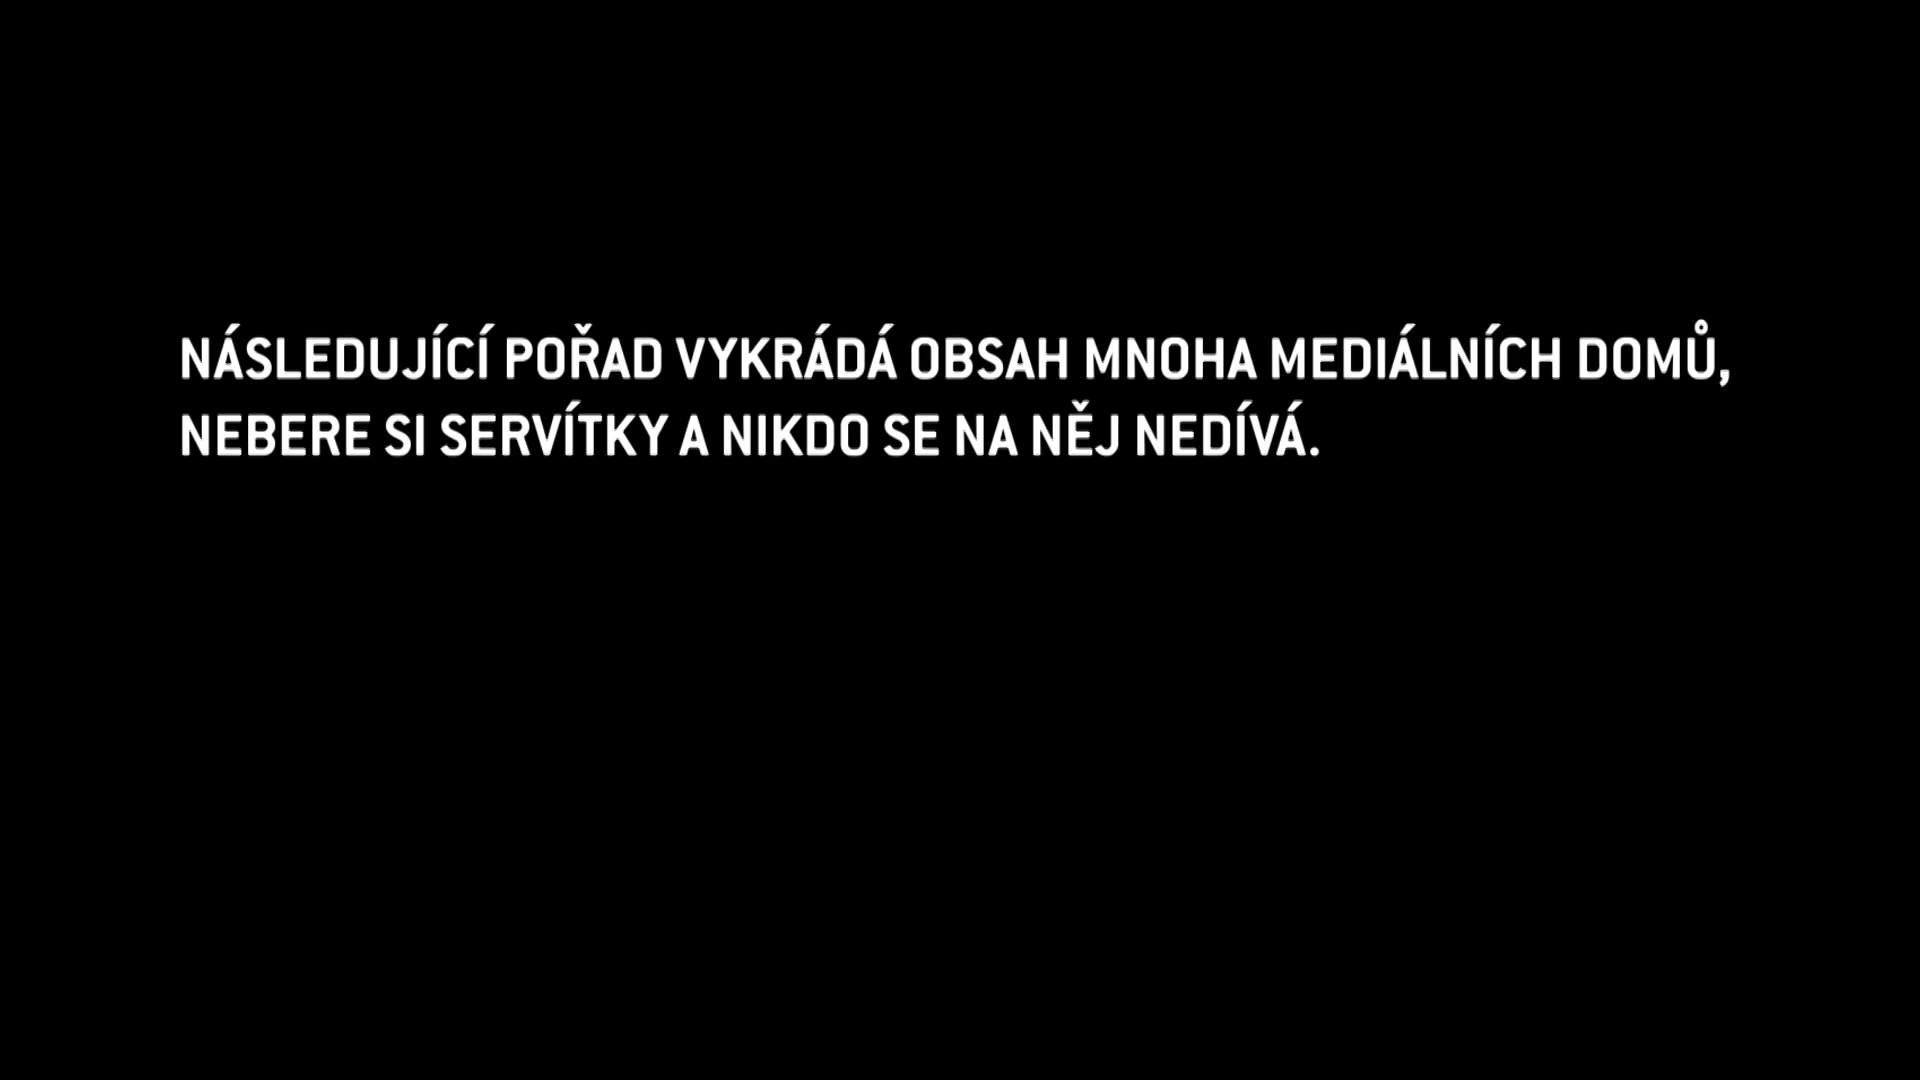 NÁSLEDUJÍCÍ POŘAD VYKRÁDÁ OBSAH MNOHA MEDIÁLNÍCH DOMŮ,
NEBERE SI SERVÍTKY A NIKDO SE NA NĚJ NEDÍVÁ.